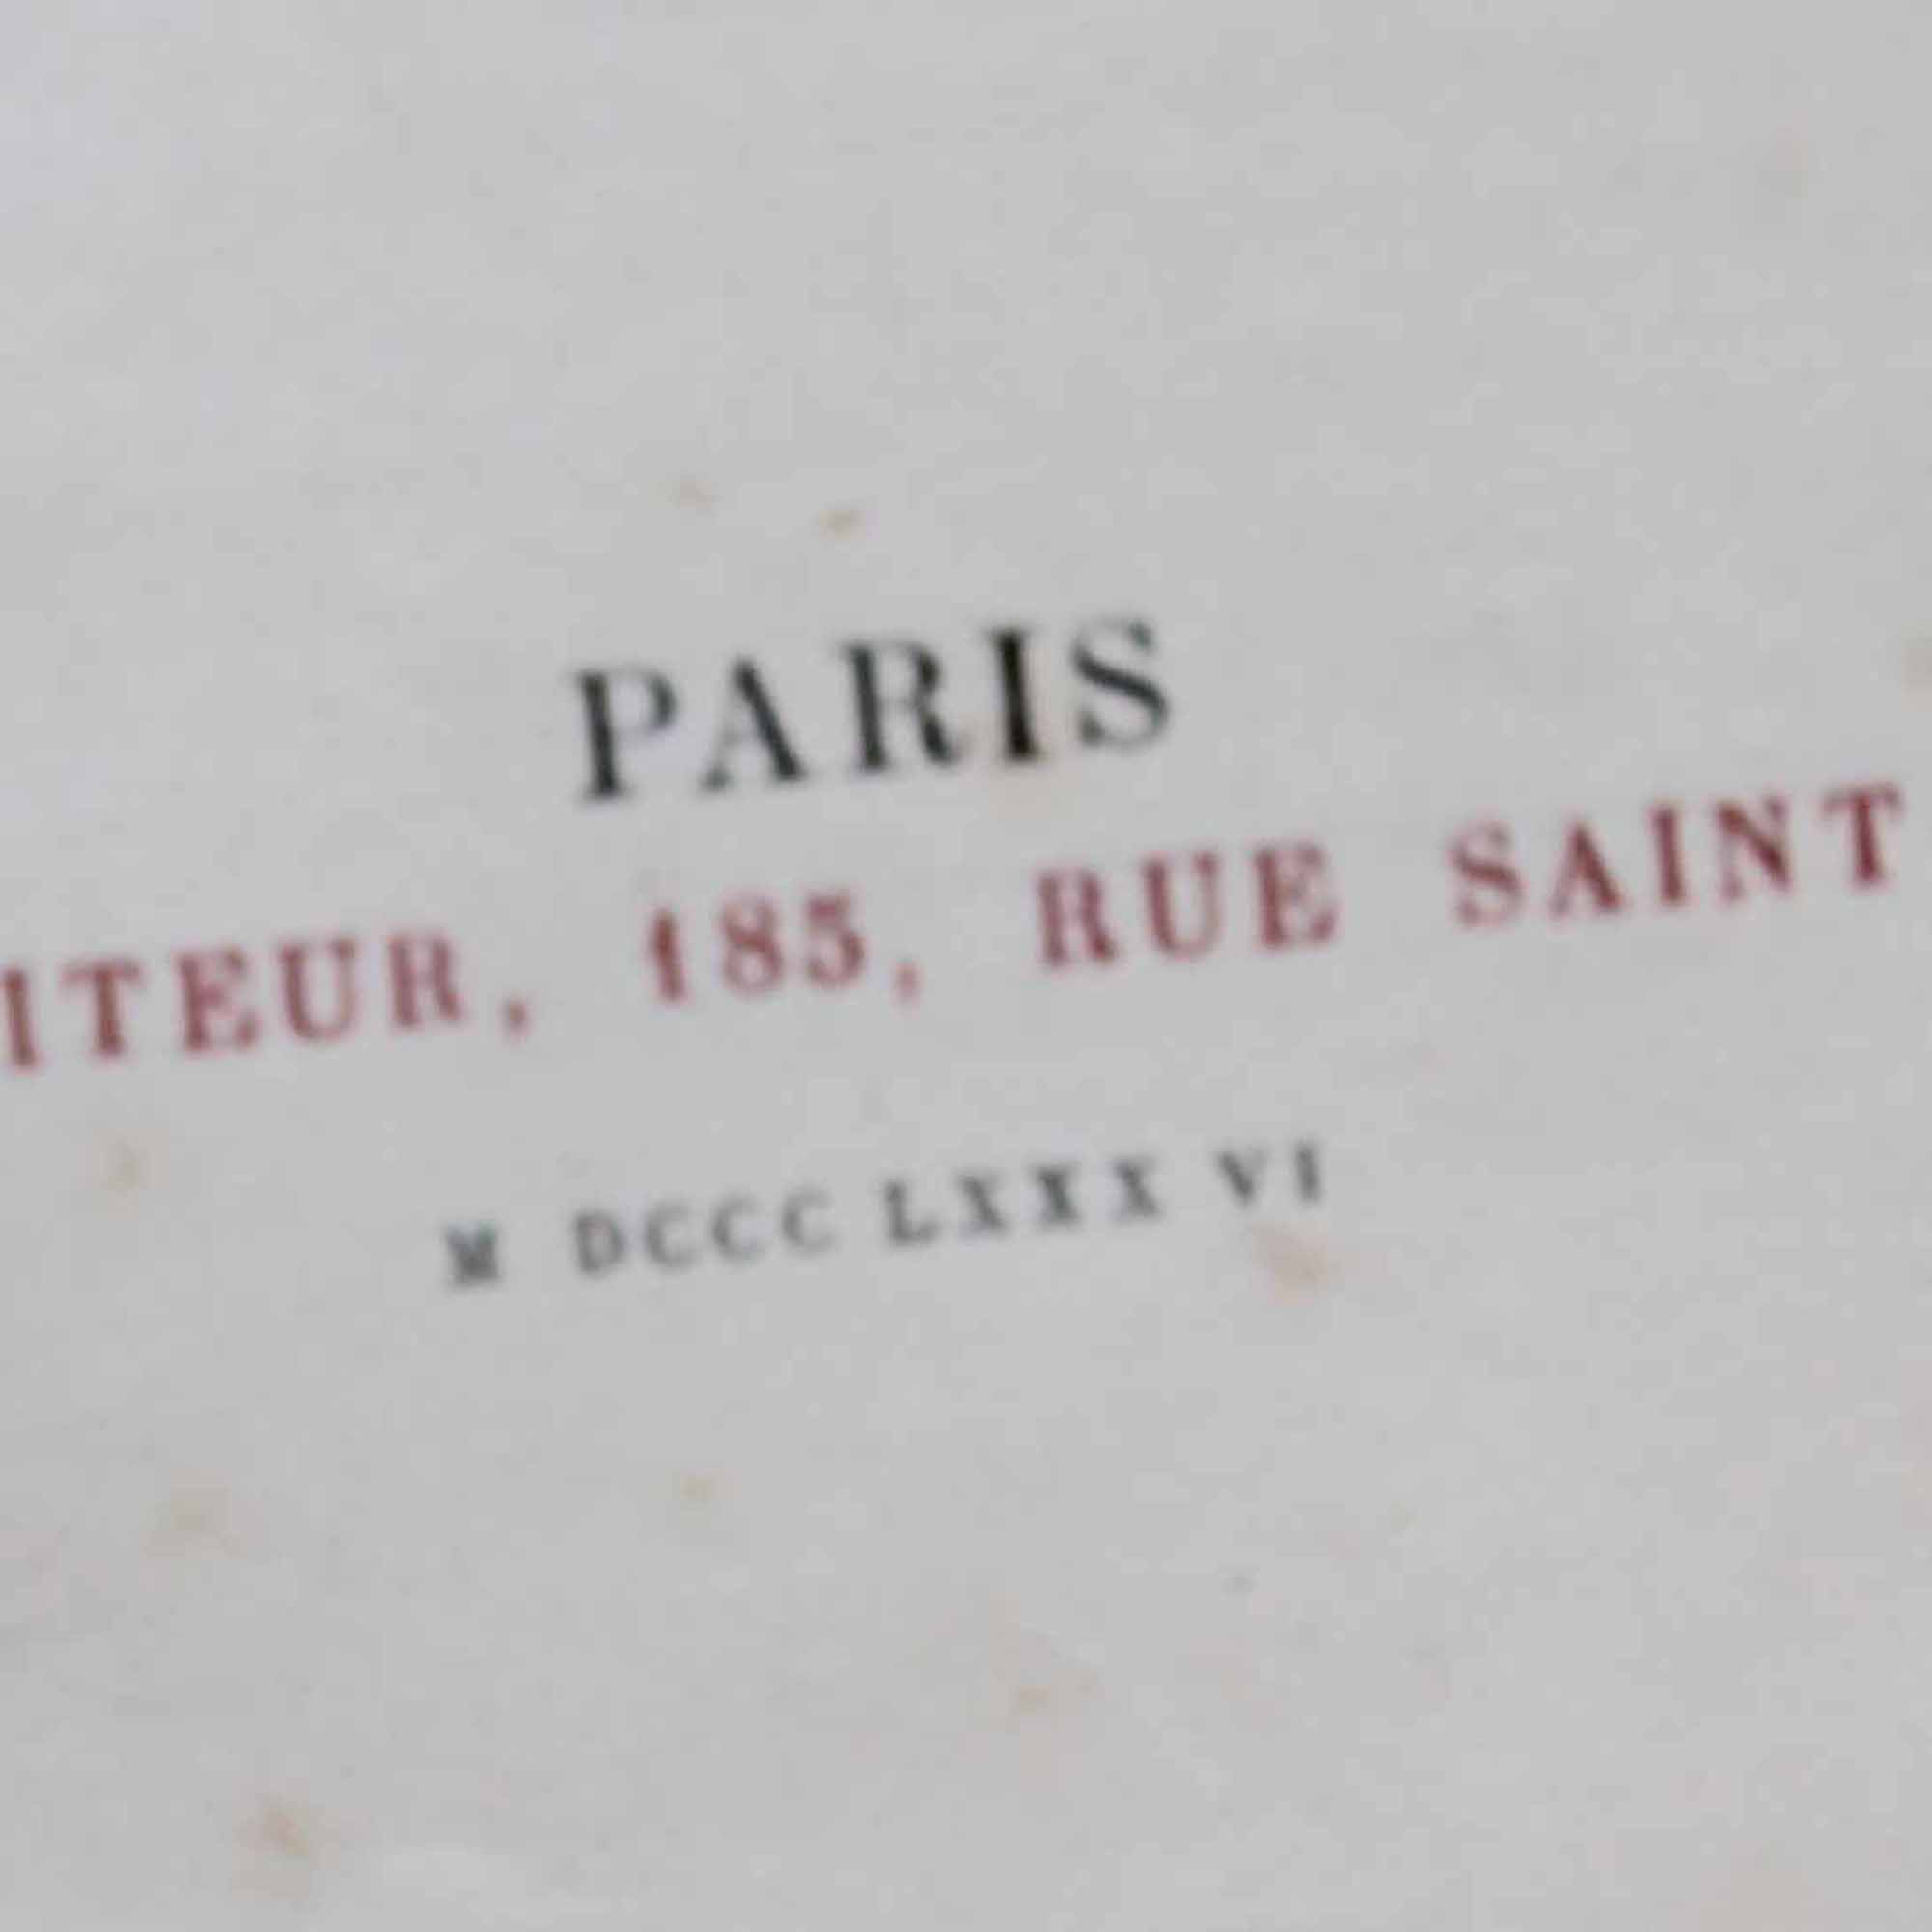 PARIS
ITEUR, 185, RUE SAINT
M DCCC LXXX VI